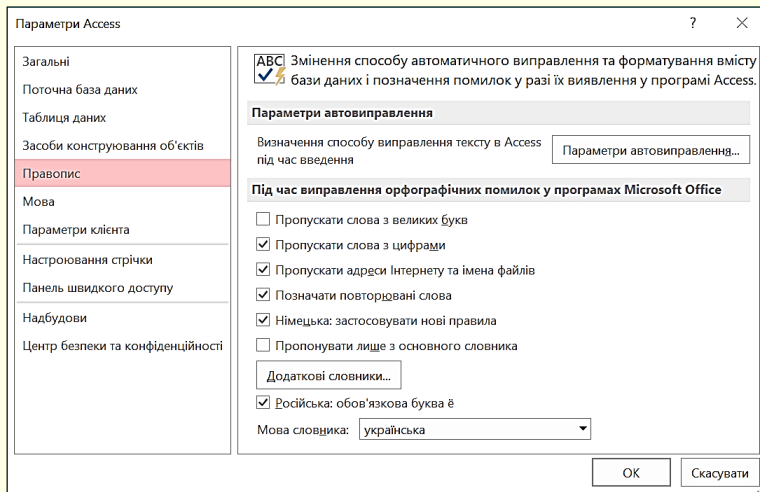 Параметри Access
?
Загальні
Поточна база даних
Таблиця даних
Засоби конструювання об'єктів
Правопис
Мова
Параметри клієнта
Настроювання стрічки
Панель швидкого доступу
Надбудови
Центр безпеки та конфіденційності
ABC
Змінення способу автоматичного виправлення та форматування вмісту
бази даних і позначення помилок у разі їх виявлення у програмі Access.
Параметри автовиправлення
Визначення способу виправлення тексту в Access
під час введення
Параметри автовиправлення...
Під час виправлення орфографічних помилок у програмах Microsoft Office
Пропускати слова з великих букв
Пропускати слова з цифрами
Пропускати адреси Інтернету та імена файлів
Позначати повторювані слова
Німецька: застосовувати нові правила
Пропонувати лише з основного словника
Додаткові словники...
Російська: обов'язкова буква ё
Мова словника:
українська
ОК
Скасувати